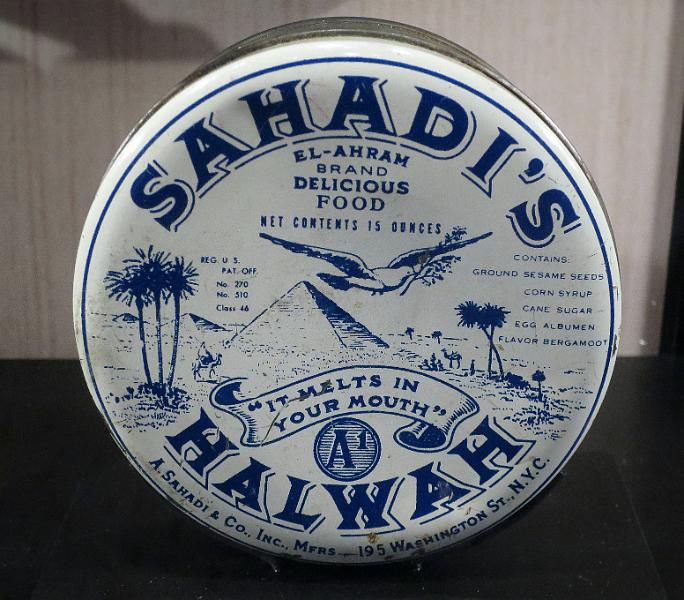 SAHADI'S
EL-AHRAM
BRAND
DELICIOUS
FOOD
NET CONTENTS 15 OUNCES
REG. U. S.
PAT. OFF.
No. 270
No. 510
Class 46
CONTAINS:
GROUND SESAME SEEDS
CORN SYRUP
CANE SUGAR
EGG ALBUMEN
FLAVOR BERGAMOOT
"IT MELTS IN
YOUR MOUTH"
A1
HALWAH
A. SAHADI & CO., INC., MFRS — 195 WASHINGTON ST., N.Y.C.